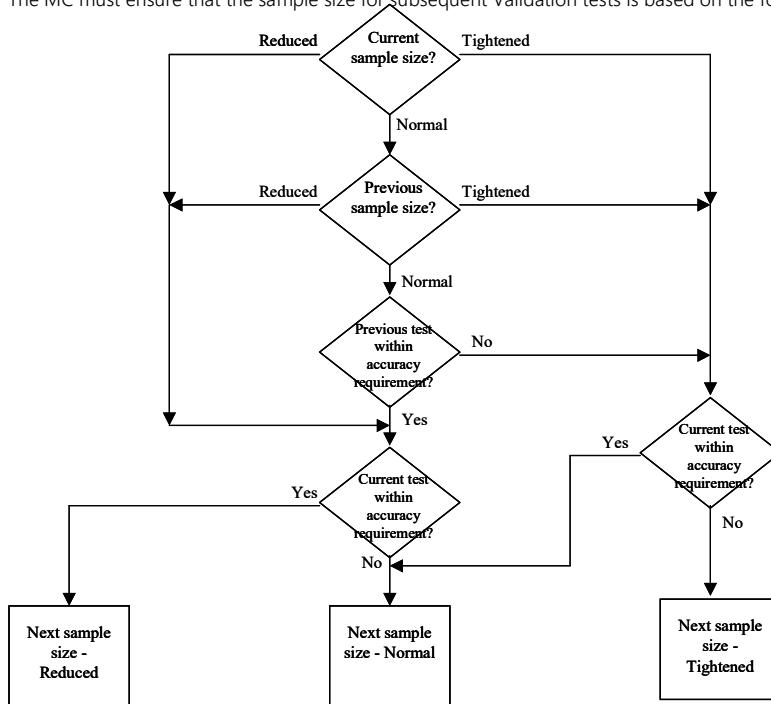 The MC must ensure that the sample size for subsequent Validation tests is based on the
Reduced
Current
sample size?
Tightened
Normal
Reduced
Previous
sample size?
Tightened
Normal
Previous test
within
accuracy
requirement?
No
Yes
Current test
within
accuracy
requirement?
Yes
No
Yes
Current test
within
accuracy
requirement?
No
Next sample
size -
Reduced
Next sample
size - Normal
Next sample
size -
Tightened